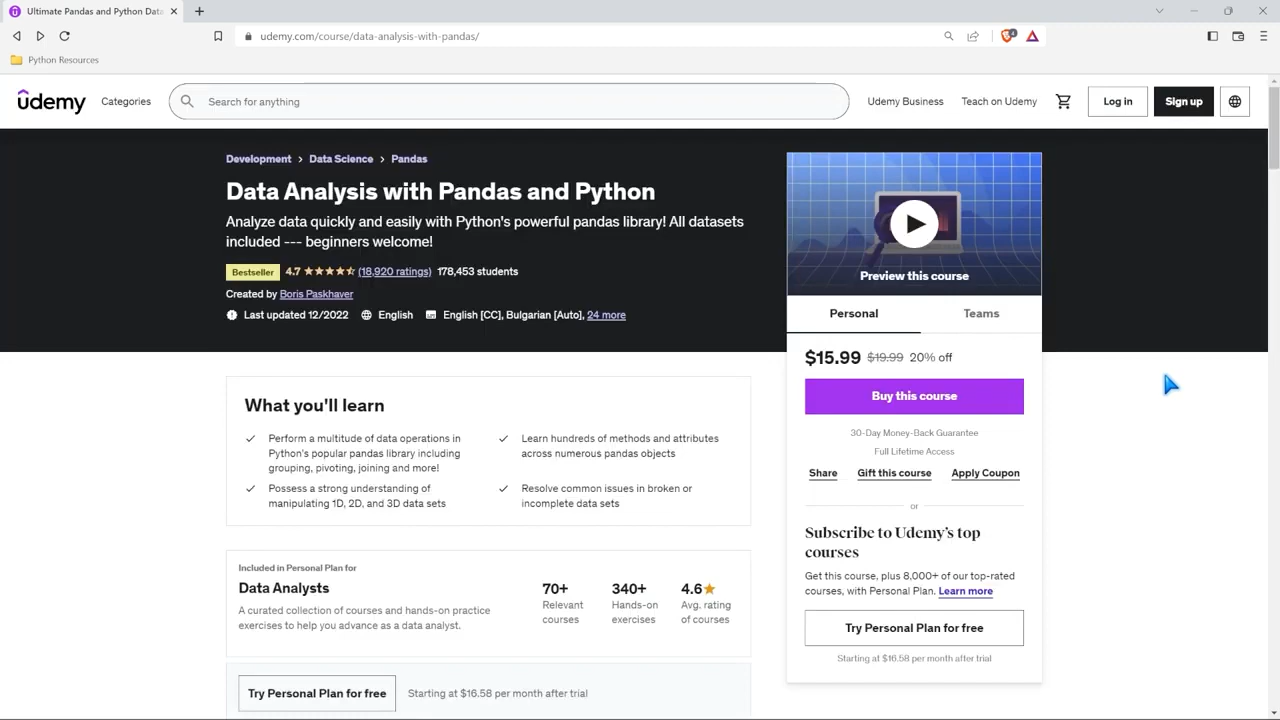 Ultimate Pandas and Python Data
udemy.com/course/data-analysis-with-pandas/
4
Python Resources
udemy
Categories
Search for anything
Udemy Business
Teach on Udemy
Log in
Sign up
Development > Data Science > Pandas
Data Analysis with Pandas and Python
Analyze data quickly and easily with Python's powerful pandas library! All datasets
included --- beginners welcome!
Bestseller 4.7 (18,920 ratings) 178,453 students
Created by Boris Paskhaver
Last updated 12/2022 English English [CC], Bulgarian [Auto], 24 more
Preview this course
Personal
Teams
$15.99 $19.99 20% off
Buy this course
30-Day Money-Back Guarantee
Full Lifetime Access
Share
Gift this course
Apply Coupon
or
Subscribe to Udemy's top
courses
Get this course, plus 8,000+ of our top-rated
courses, with Personal Plan. Learn more
Try Personal Plan for free
Starting at $16.58 per month after trial
What you'll learn
Perform a multitude of data operations in
Python's popular pandas library including
grouping, pivoting, joining and more!
Learn hundreds of methods and attributes
across numerous pandas objects
Possess a strong understanding of
manipulating 1D, 2D, and 3D data sets
Resolve common issues in broken or
incomplete data sets
Included in Personal Plan for
Data Analysts
A curated collection of courses and hands-on practice
exercises to help you advance as a data analyst.
70+
Relevant
courses
340+
Hands-on
exercises
4.6
Avg. rating
of courses
Try Personal Plan for free
Starting at $16.58 per month after trial